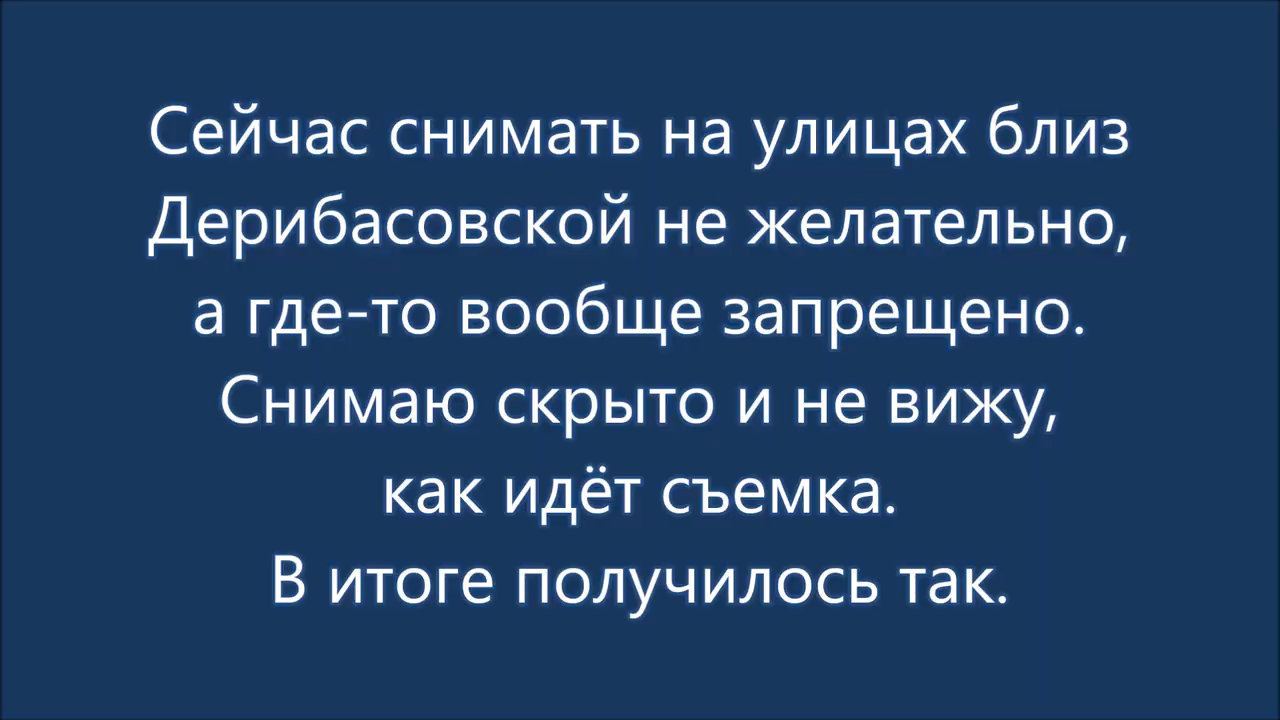 Сейчас снимать на улицах близ
Дерибасовской не желательно,
а где-то вообще запрещено.
Снимаю скрыто и не вижу,
как идёт съемка.
В итоге получилось так.